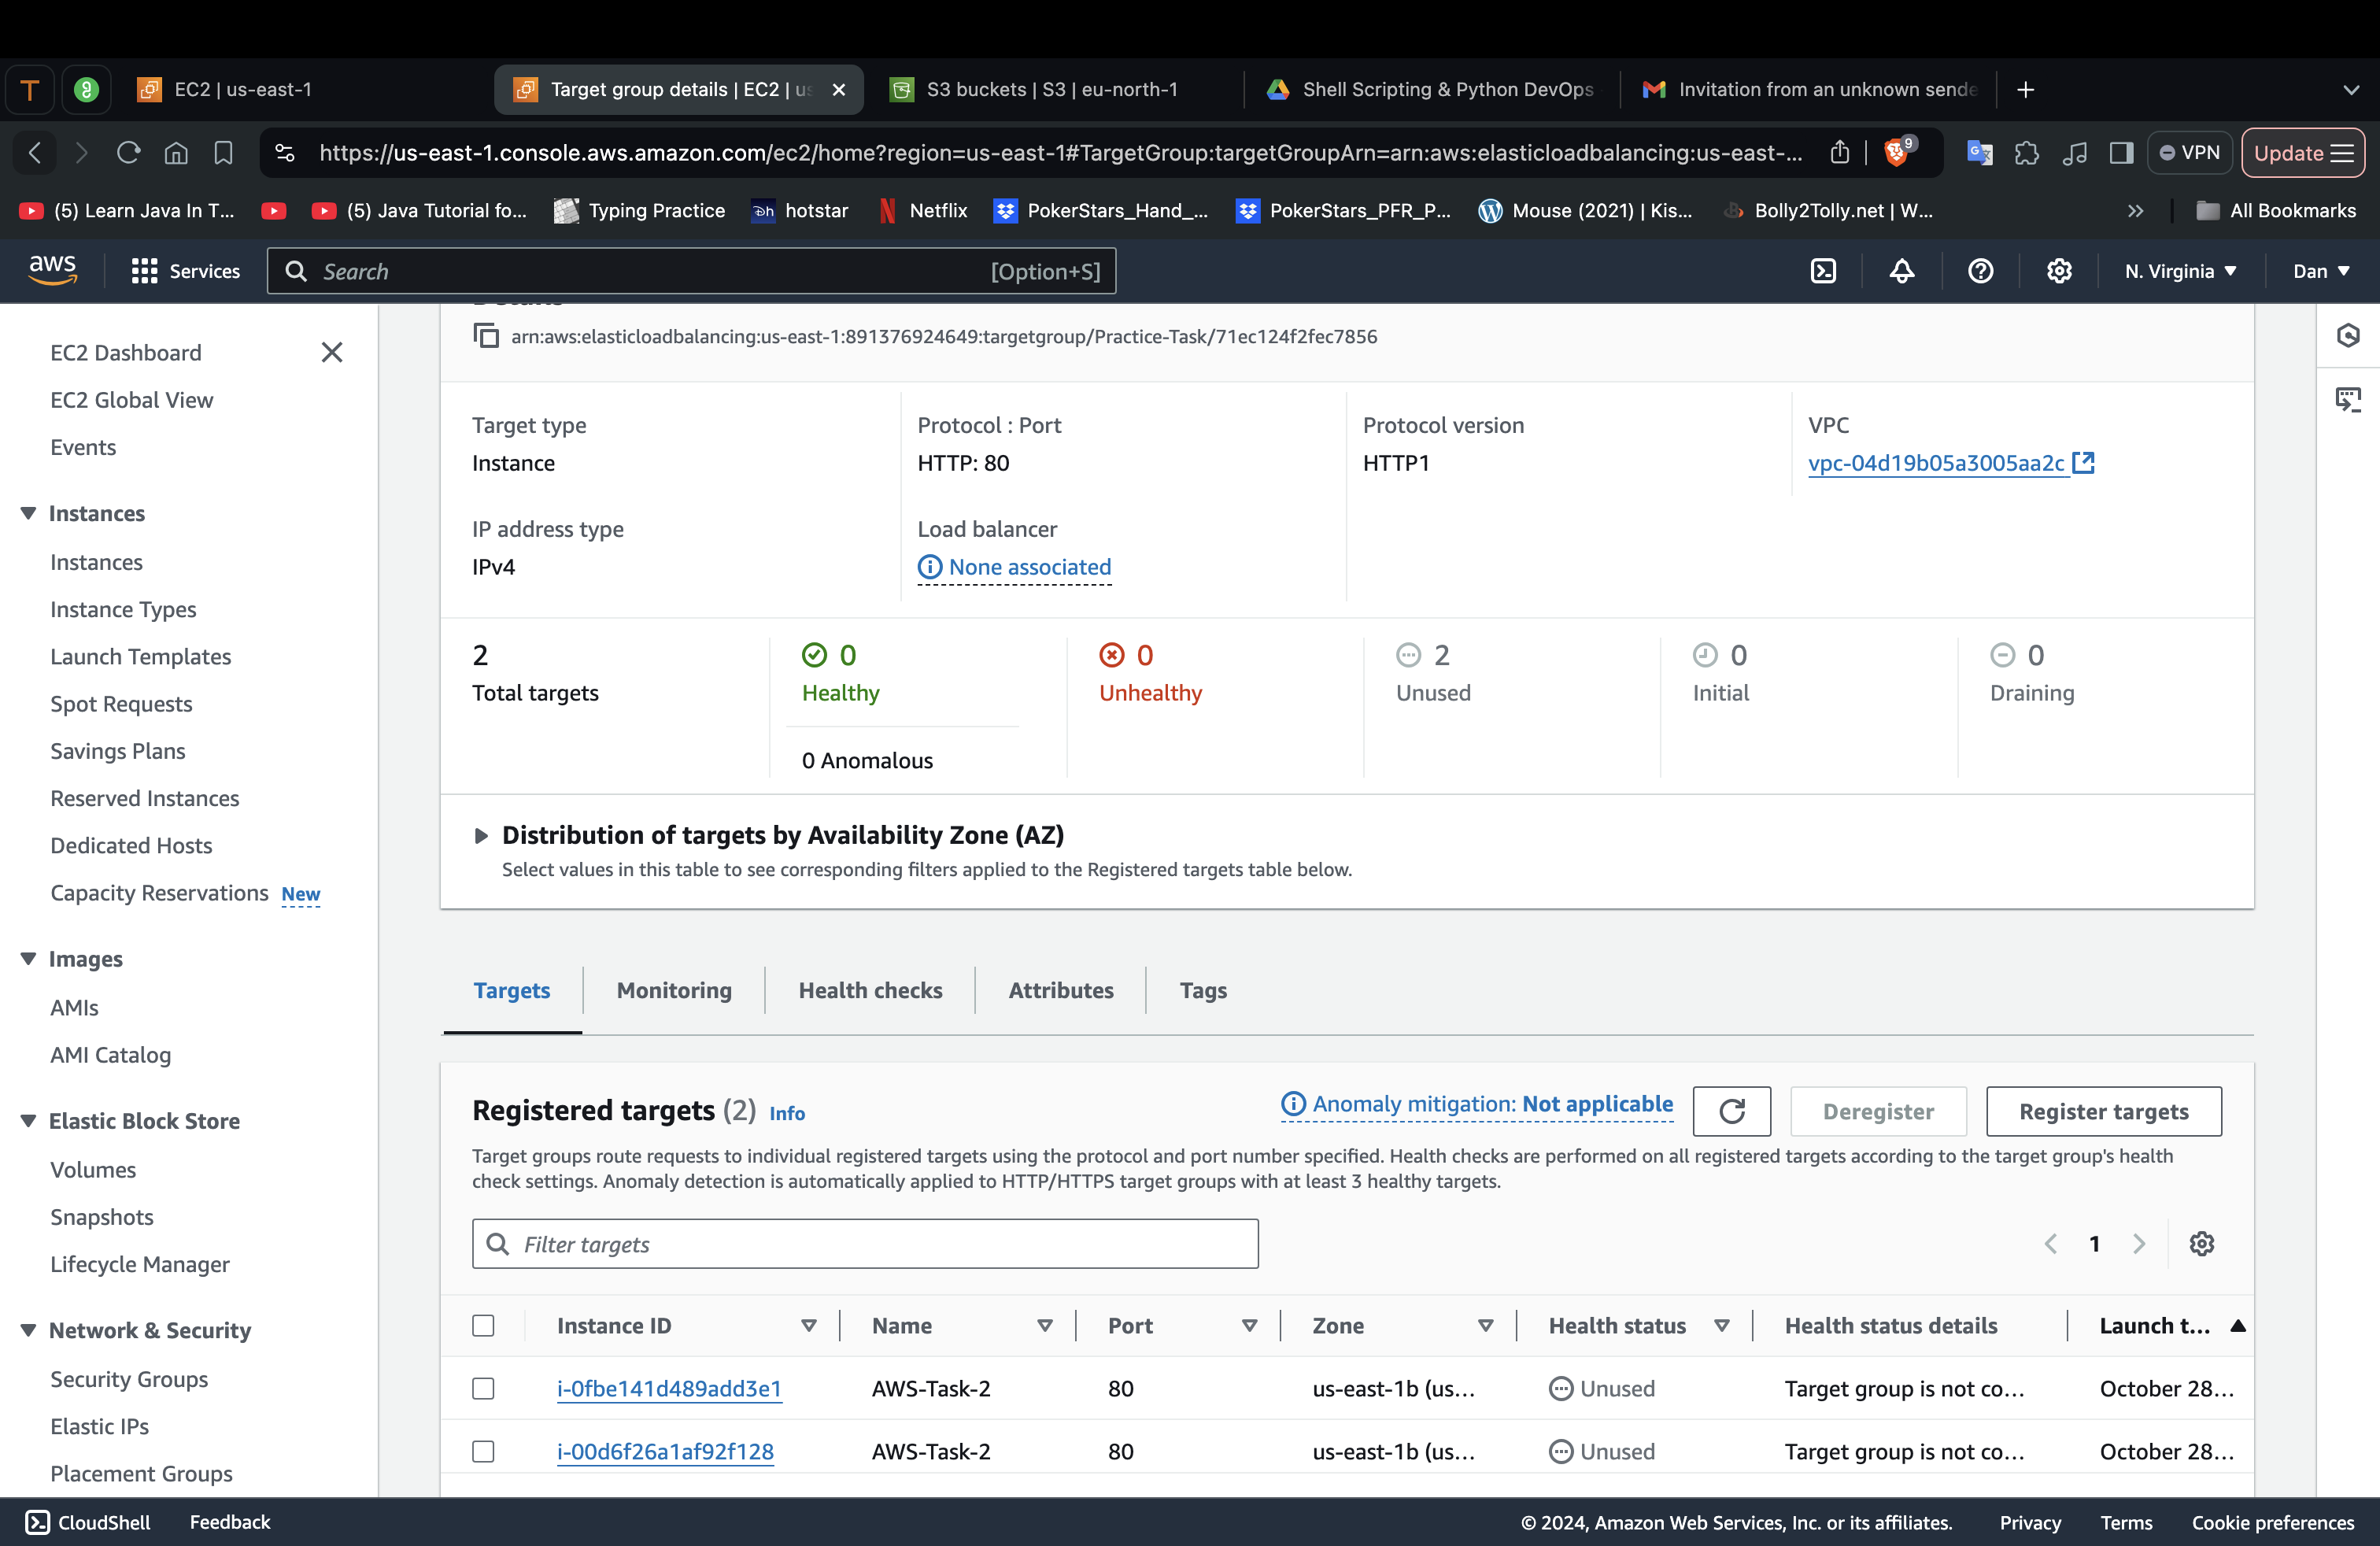 EC2 | us-east-1
Target group details | EC2 | us
S3 buckets | S3 | eu-north-1
Shell Scripting & Python DevOps
Invitation from an unknown sende
https://us-east-1.console.aws.amazon.com/ec2/home?region=us-east-1#TargetGroup:targetGroupArn=arn:aws:elasticloadbalancing:us-east-...
9
VPN
Update
(5) Learn Java In T...
(5) Java Tutorial fo...
Typing Practice
hotstar
Netflix
PokerStars_Hand_...
PokerStars_PFR_P...
Mouse (2021) | Kis...
Bolly2Tolly.net | W...
All Bookmarks
aws
Services
Search
[Option+S]
N. Virginia
Dan
EC2 Dashboard
EC2 Global View
Events
Instances
Instances
Instance Types
Launch Templates
Spot Requests
Savings Plans
Reserved Instances
Dedicated Hosts
Capacity Reservations New
Images
AMIs
AMI Catalog
Elastic Block Store
Volumes
Snapshots
Lifecycle Manager
Network & Security
Security Groups
Elastic IPs
Placement Groups
arn:aws:elasticloadbalancing:us-east-1:891376924649:targetgroup/Practice-Task/71ec124f2fec7856
Target type
Instance
Protocol : Port
HTTP: 80
Protocol version
HTTP1
VPC
vpc-04d19b05a3005aa2c
IP address type
IPv4
Load balancer
None associated
2
Total targets
0
Healthy
0 Anomalous
0
Unhealthy
2
Unused
0
Initial
0
Draining
Distribution of targets by Availability Zone (AZ)
Select values in this table to see corresponding filters applied to the Registered targets table below.
Targets
Monitoring
Health checks
Attributes
Tags
Registered targets (2) Info
Anomaly mitigation: Not applicable
Deregister
Register targets
Target groups route requests to individual registered targets using the protocol and port number specified. Health checks are performed on all registered targets according to the target group's health
check settings. Anomaly detection is automatically applied to HTTP/HTTPS target groups with at least 3 healthy targets.
Filter targets
1
Instance ID Name Port Zone Health status Health status details Launch t...
i-0fbe141d489add3e1 AWS-Task-2 80 us-east-1b (us... Unused Target group is not co... October 28...
i-00d6f26a1af92f128 AWS-Task-2 80 us-east-1b (us... Unused Target group is not co... October 28...
CloudShell
Feedback
© 2024, Amazon Web Services, Inc. or its affiliates.
Privacy
Terms
Cookie preferences